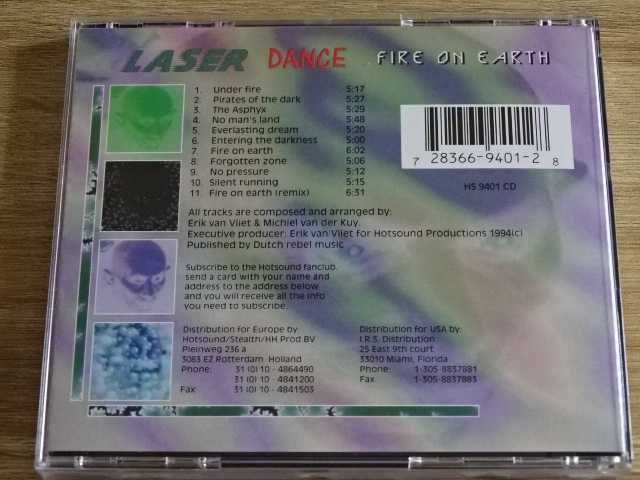 LASER DANCE FIRE ON EARTH
1. Under fire 5:17
2. Pirates of the dark 5:27
3. The Asphyx 5:29
4. No man's land 5:48
5. Everlasting dream 5:20
6. Entering the darkness 5:00
7. Fire on earth 6:02
8. Forgotten zone 5:06
9. No pressure 5:12
10. Silent running 5:15
11. Fire on earth (remix) 6:31
7 28366-9401-2 8
HS 9401 CD
All tracks are composed and arranged by:
Erik van Vliet & Michiel van der Kuy.
Executive producer: Erik van Vliet for Hotsound Productions 1994(c)
Published by Dutch rebel music
Subscribe to the Hotsound fanclub.
send a card with your name and
address to the address below
and you will receive all the info
you need to subscribe.
Distribution for Europe by
Hotsound/Stealth/HH Prod.BV
Pleinweg 236 a
3083 EZ Rotterdam. Holland
Phone: 31 (0) 10 - 4864490
31 (0) 10 - 4841200
Fax 31 (0) 10 - 4841503
Distribution for USA by:
I.R.S. Distribution
25 East 9th court.
33010 Miami, Florida
Phone: 1-305-8837881
Fax 1-305-8837883